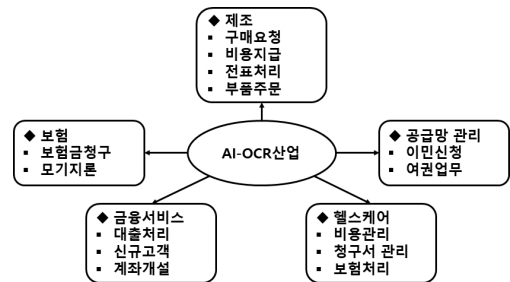 ◆ 제조
▪ 구매요청
▪ 비용지급
▪ 전표처리
▪ 부품주문
◆ 보험
▪ 보험금청구
▪ 모기지론
AI-OCR산업
◆ 공급망 관리
▪ 이민신청
▪ 여권업무
◆ 금융서비스
▪ 대출처리
▪ 신규고객
▪ 계좌개설
◆ 헬스케어
▪ 비용관리
▪ 청구서 관리
▪ 보험처리